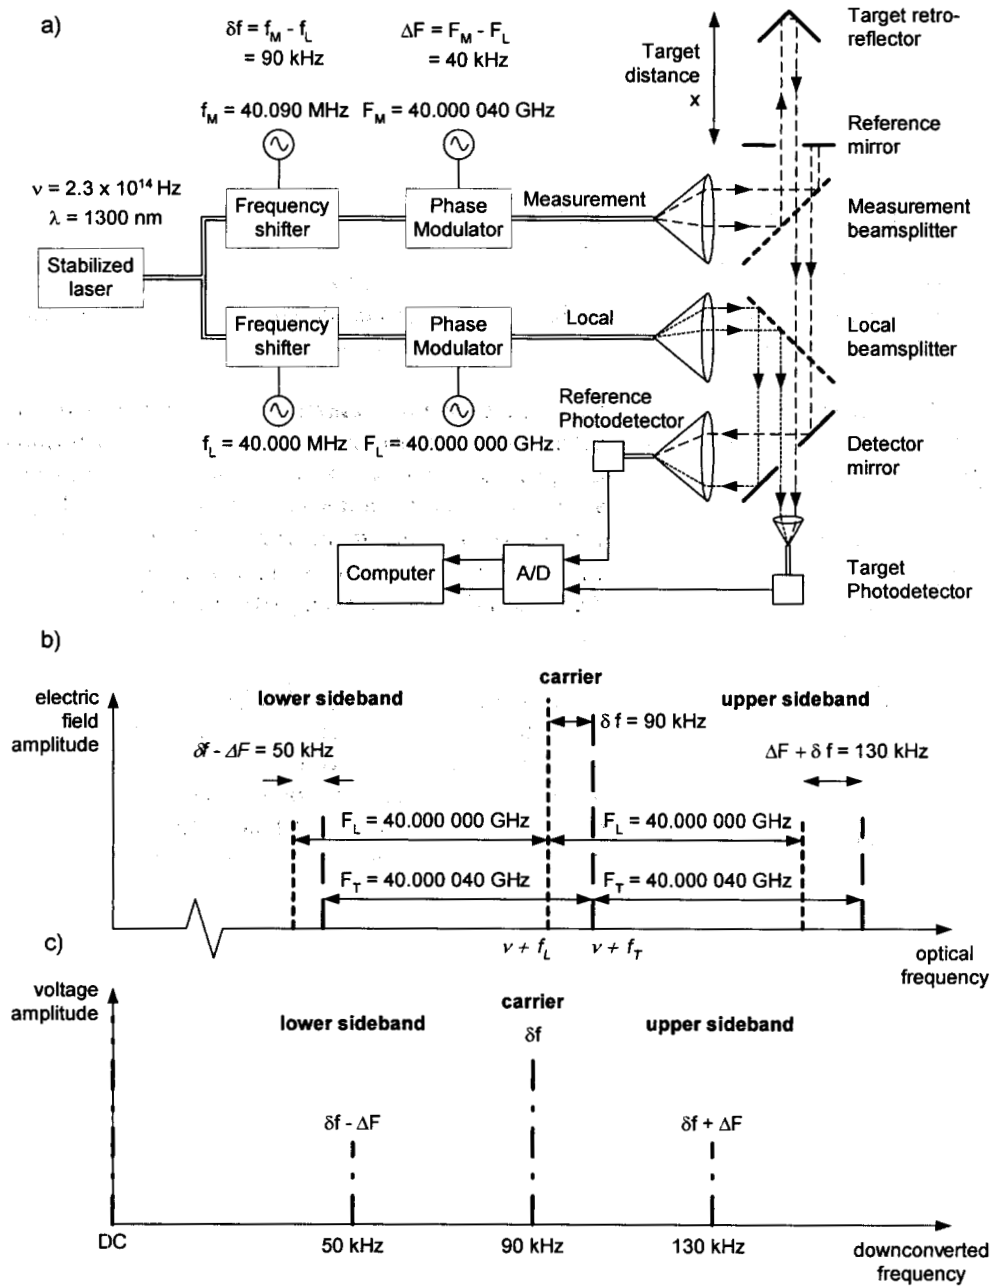 a)
δf = f_M - f_L
= 90 kHz
ΔF = F_M - F_L
= 40 kHz
f_M = 40.090 MHz
F_M = 40.000 040 GHz
Target
distance
x
Target retro-
reflector
Reference
mirror
ν = 2.3 x 10^14 Hz
λ = 1300 nm
Stabilized
laser
Frequency
shifter
Phase
Modulator
Measurement
Measurement
beamsplitter
Frequency
shifter
Phase
Modulator
Local
Local
beamsplitter
f_L = 40.000 MHz
F_L = 40.000 000 GHz
Reference
Photodetector
Detector
mirror
Computer
A/D
Target
Photodetector
b)
electric
field
amplitude
lower sideband
carrier
upper sideband
δf - ΔF = 50 kHz
δ f = 90 kHz
ΔF + δ f = 130 kHz
F_L = 40.000 000 GHz
F_L = 40.000 000 GHz
F_T = 40.000 040 GHz
F_T = 40.000 040 GHz
ν + f_L
ν + f_T
optical
frequency
c)
voltage
amplitude
lower sideband
carrier
upper sideband
δf
δf - ΔF
δf + ΔF
DC
50 kHz
90 kHz
130 kHz
downconverted
frequency